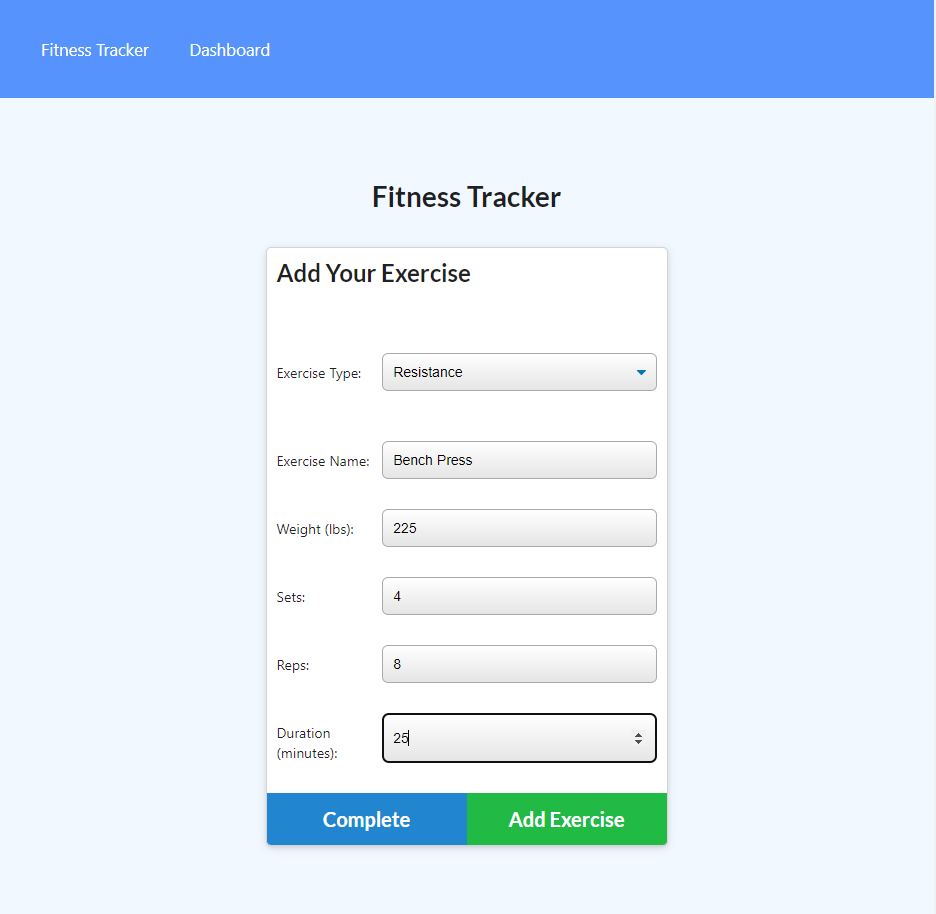 Fitness Tracker Dashboard
Fitness Tracker
Add Your Exercise
Exercise Type: Resistance
Exercise Name: Bench Press
Weight (lbs): 225
Sets: 4
Reps: 8
Duration
(minutes): 25
Complete Add Exercise